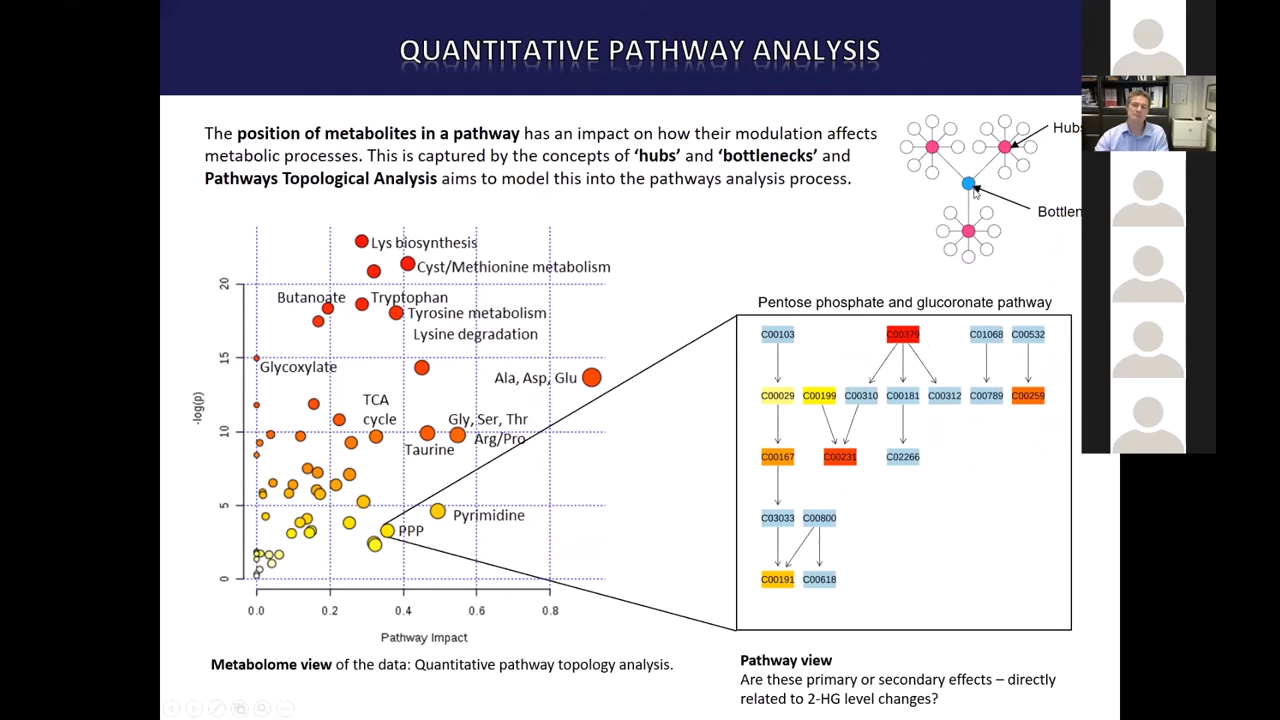 QUANTITATIVE PATHWAY ANALYSIS
The position of metabolites in a pathway has an impact on how their modulation affects
metabolic processes. This is captured by the concepts of ‘hubs’ and ‘bottlenecks’ and
Pathways Topological Analysis aims to model this into the pathways analysis process.
Hubs
Bottlen
Lys biosynthesis
Cyst/Methionine metabolism
Butanoate
Tryptophan
Tyrosine metabolism
Lysine degradation
Glycoxylate
Ala, Asp, Glu
TCA
cycle
Gly, Ser, Thr
Arg/Pro
Taurine
Pyrimidine
PPP
-log(p)
20
15
10
5
0
0.0 0.2 0.4 0.6 0.8
Pathway Impact
Metabolome view of the data: Quantitative pathway topology analysis.
Pentose phosphate and glucoronate pathway
C00103 C00379 C01068 C00532
C00029 C00199 C00310 C00181 C00312 C00789 C00259
C00167 C00231 C02266
C03033 C00800
C00191 C00618
Pathway view
Are these primary or secondary effects – directly
related to 2-HG level changes?